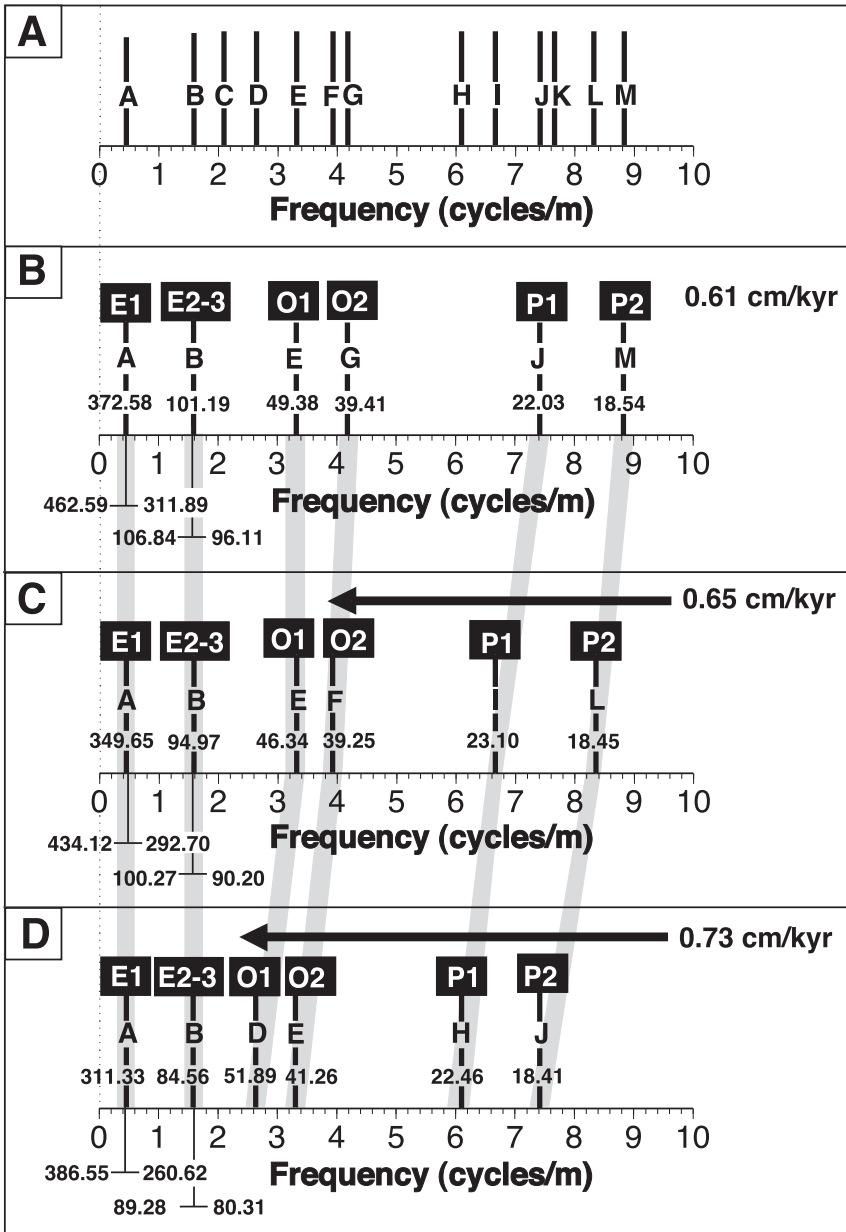 A
A B C D E F G H I J K L M
0 1 2 3 4 5 6 7 8 9 10
Frequency (cycles/m)
B
E1 E2-3 O1 O2 P1 P2 0.61 cm/kyr
A B E G J M
372.58 101.19 49.38 39.41 22.03 18.54
0 1 2 3 4 5 6 7 8 9 10
462.59 311.89 Frequency (cycles/m)
106.84 96.11
C
0.65 cm/kyr
E1 E2-3 O1 O2 P1 P2
A B E F I L
349.65 94.97 46.34 39.25 23.10 18.45
0 1 2 3 4 5 6 7 8 9 10
434.12 292.70 Frequency (cycles/m)
100.27 90.20
D
0.73 cm/kyr
E1 E2-3 O1 O2 P1 P2
A B D E H J
311.33 84.56 51.89 41.26 22.46 18.41
0 1 2 3 4 5 6 7 8 9 10
386.55 260.62 Frequency (cycles/m)
89.28 80.31